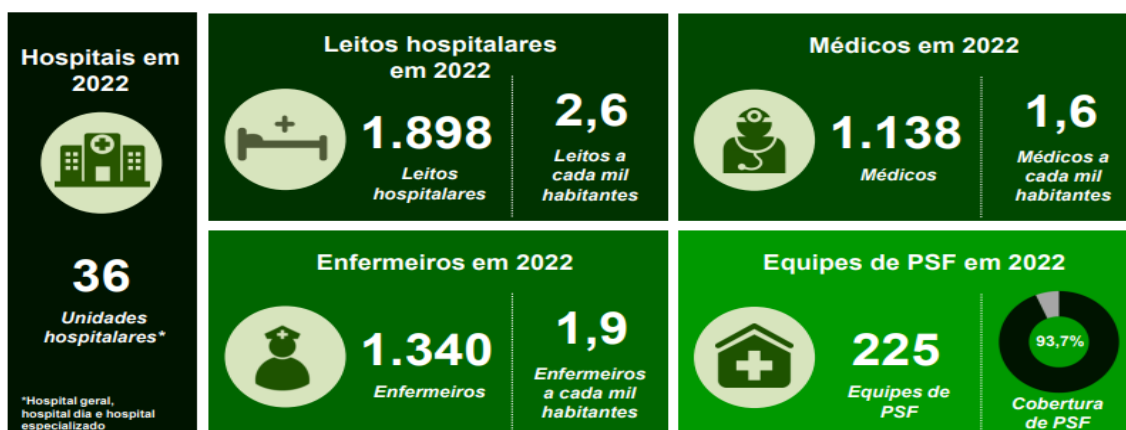 Hospitais em
2022
36
Unidades
hospitalares*
*Hospital geral,
hospital dia e hospital
especializado
Leitos hospitalares
em 2022
1.898
Leitos
hospitalares
2,6
Leitos a
cada mil
habitantes
Médicos em 2022
1.138
Médicos
1,6
Médicos a
cada mil
habitantes
Enfermeiros em 2022
1.340
Enfermeiros
1,9
Enfermeiros
a cada mil
habitantes
Equipes de PSF em 2022
225
Equipes de
PSF
93,7%
Cobertura
de PSF